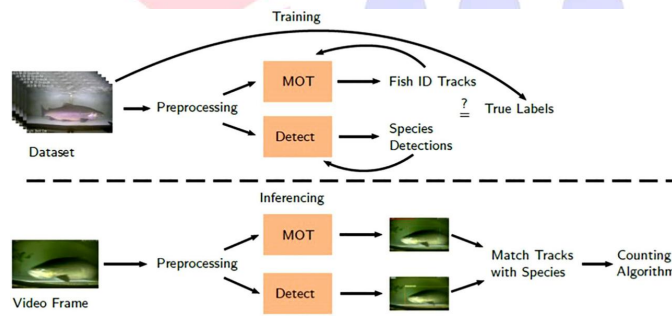 Training
MOT
Fish ID Tracks
Preprocessing
?
=
True Labels
Detect
Species
Detections
Dataset
Inferencing
MOT
Preprocessing
Match Tracks
with Species
Counting
Algorithm
Detect
Video Frame